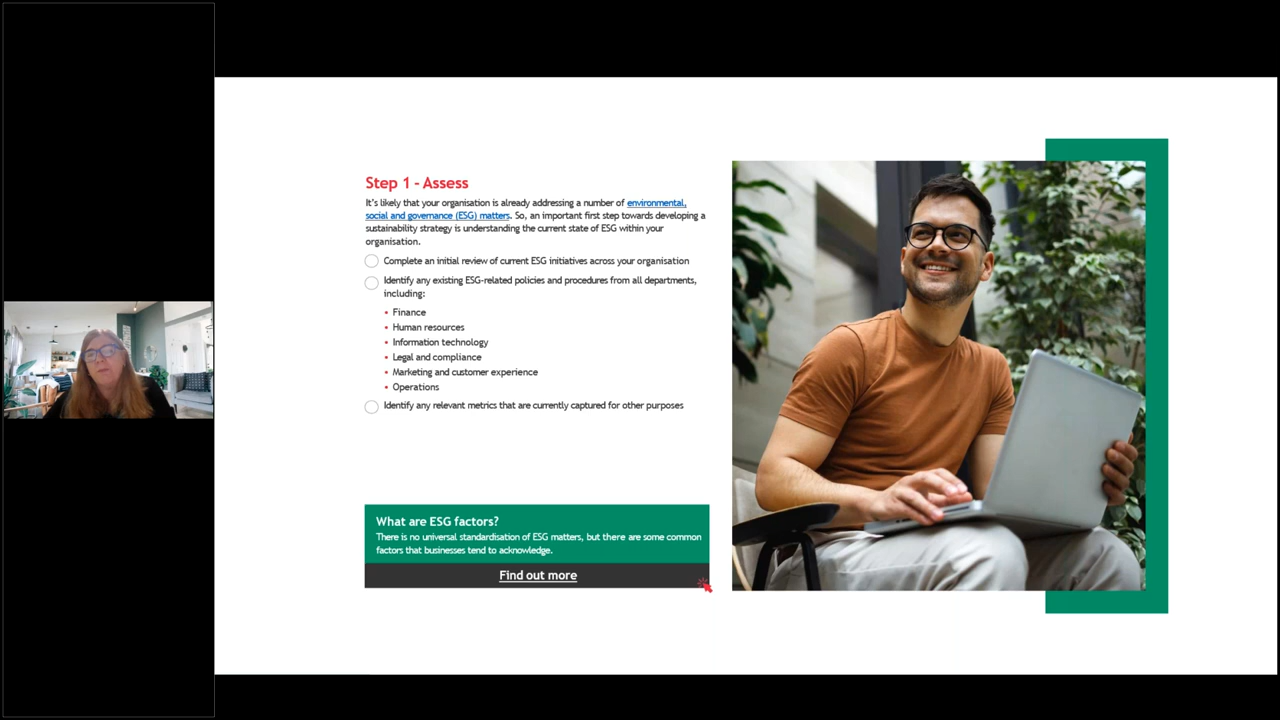 Step 1 - Assess
It's likely that your organisation is already addressing a number of environmental,
social and governance (ESG) matters. So, an important first step towards developing a
sustainability strategy is understanding the current state of ESG within your
organisation.
Complete an initial review of current ESG initiatives across your organisation
Identify any existing ESG-related policies and procedures from all departments,
including:
• Finance
• Human resources
• Information technology
• Legal and compliance
• Marketing and customer experience
• Operations
Identify any relevant metrics that are currently captured for other purposes
What are ESG factors?
There is no universal standardisation of ESG matters, but there are some common
factors that businesses tend to acknowledge.
Find out more